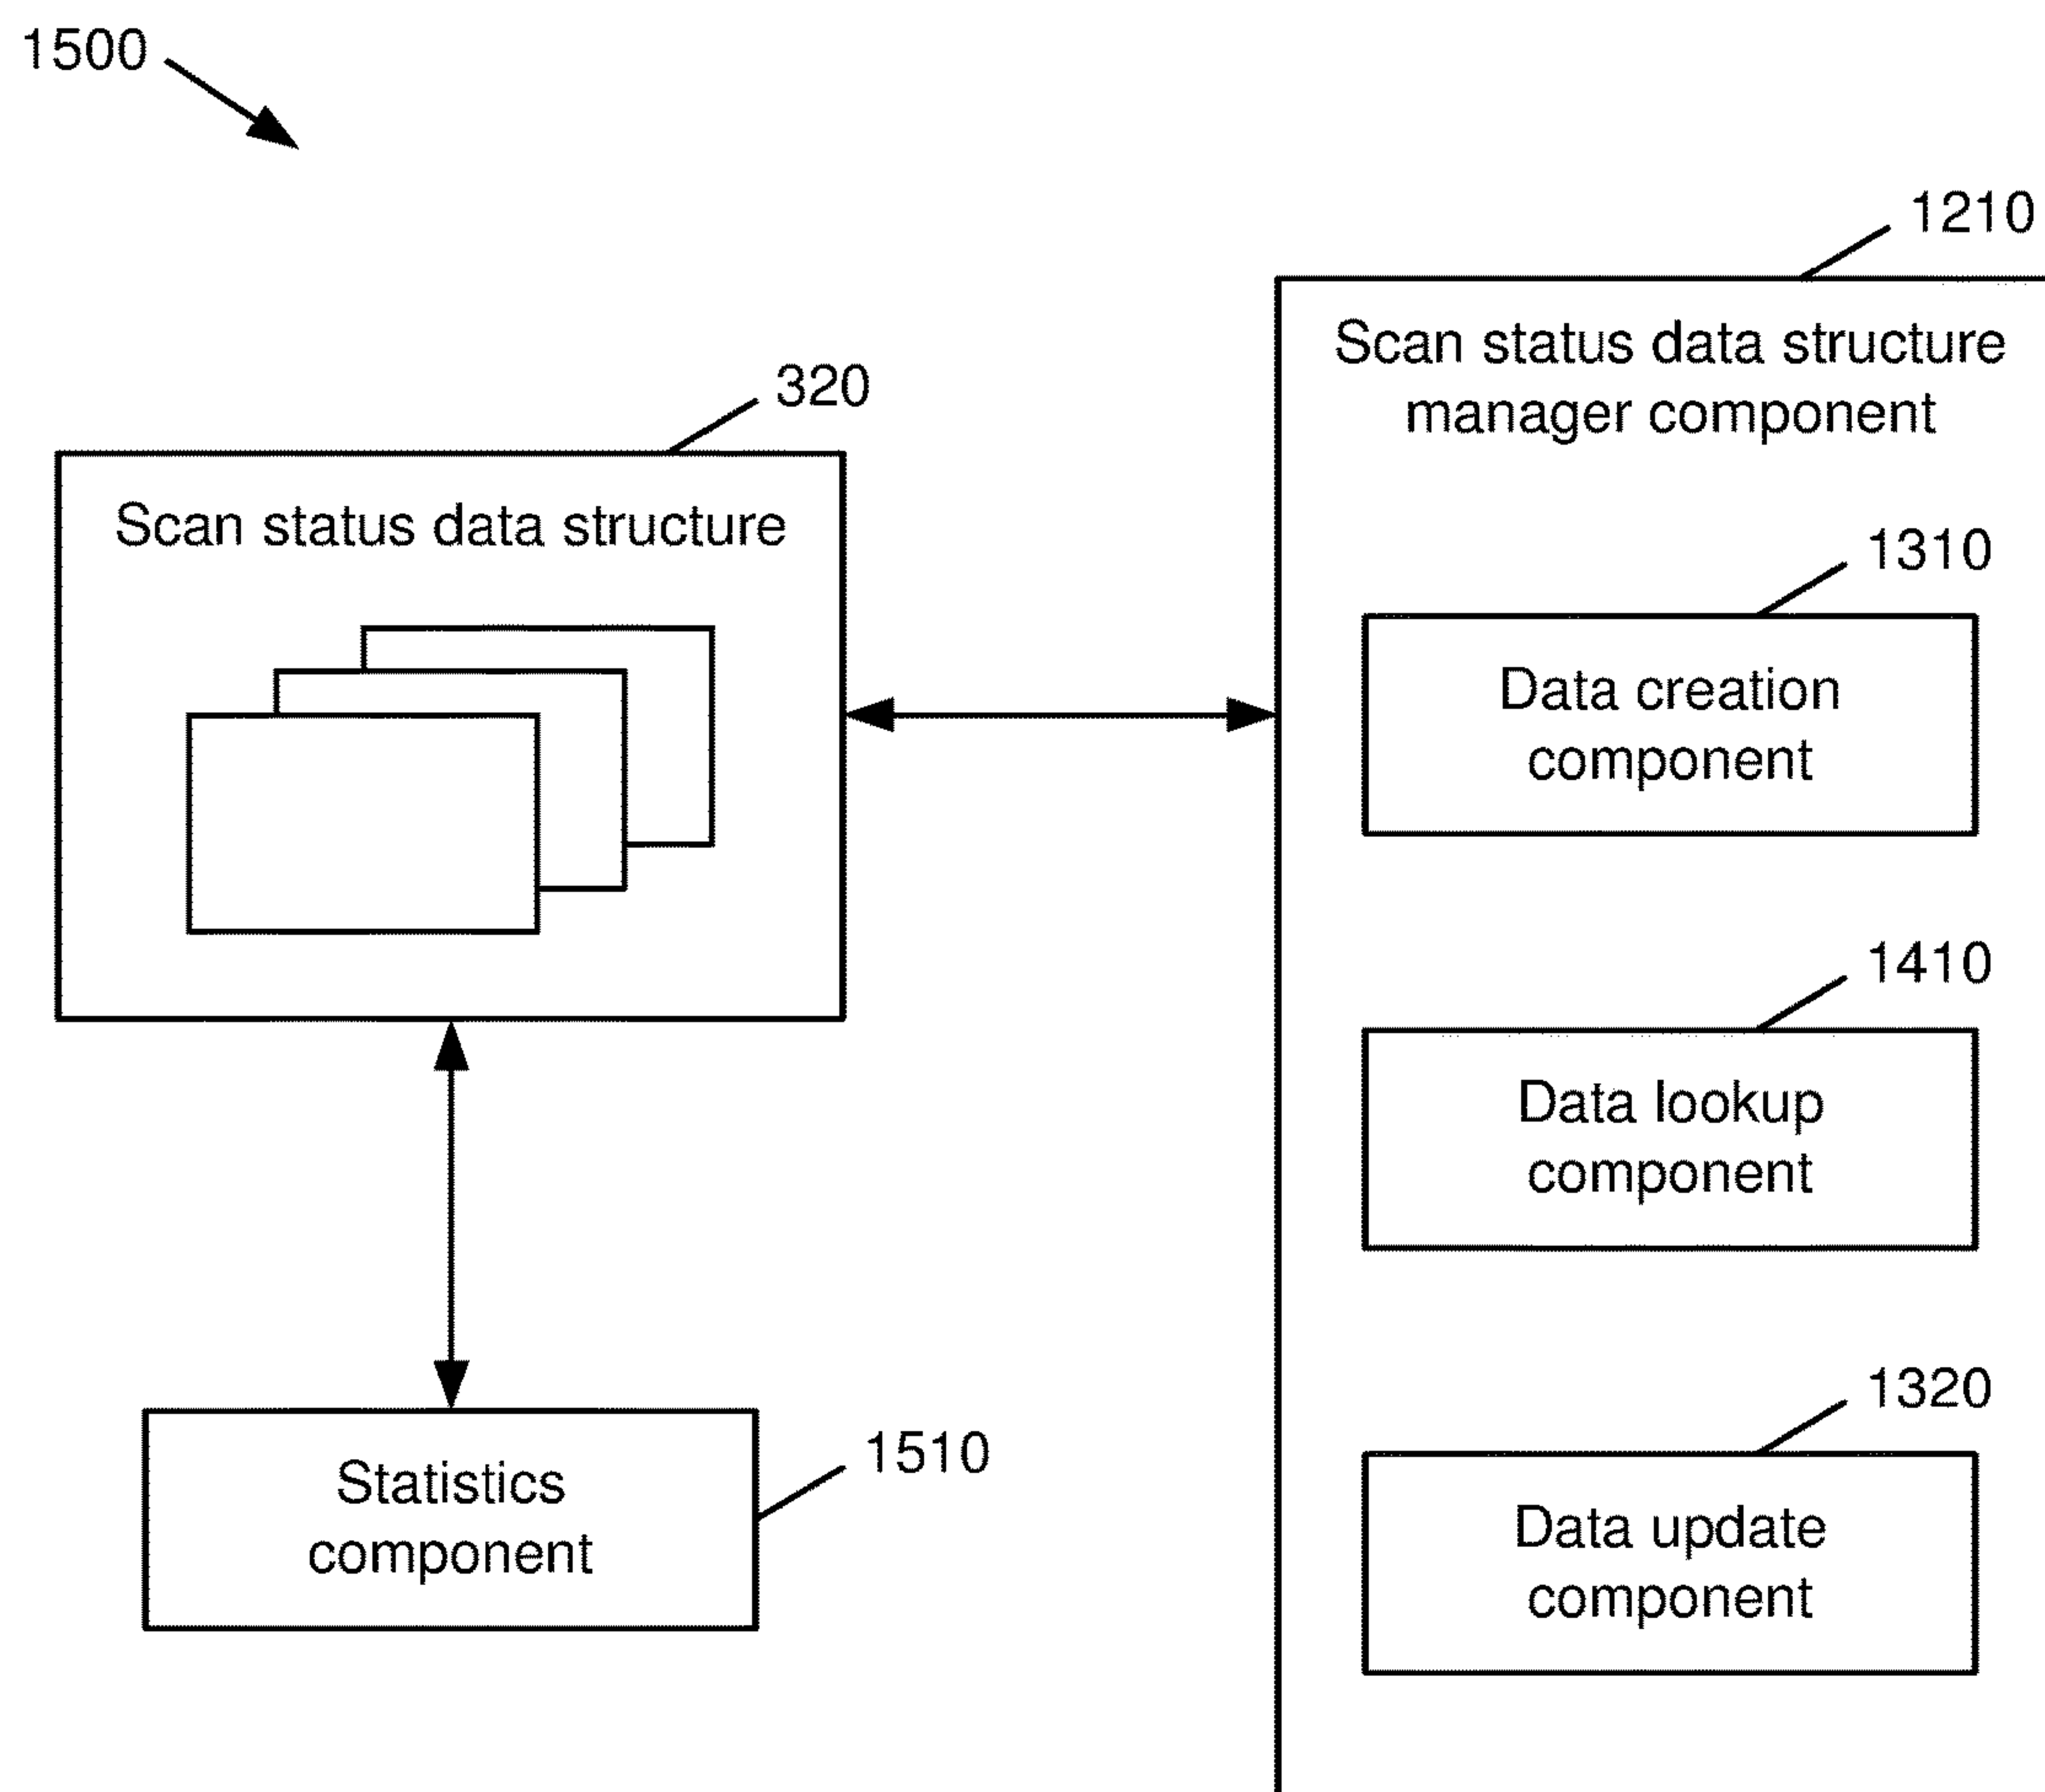 1500
1210
Scan status data structure
manager component
320
Scan status data structure
1310
Data creation
component
1410
Data lookup
component
1320
Data update
component
1510
Statistics
component